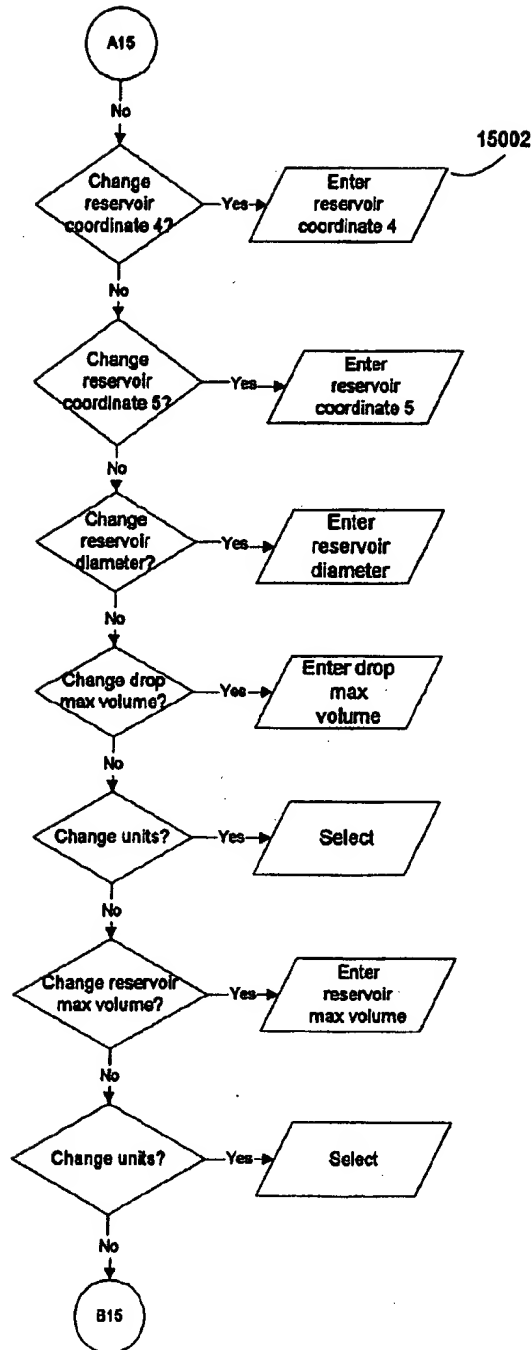 A15
No
15002
Change
reservoir
coordinate 4?
Yes
Enter
reservoir
coordinate 4
No
Change
reservoir
coordinate 5?
Yes
Enter
reservoir
coordinate 5
No
Change
reservoir
diameter?
Yes
Enter
reservoir
diameter
No
Change drop
max volume?
Yes
Enter drop
max
volume
No
Change units?
Yes
Select
No
Change reservoir
max volume?
Yes
Enter
reservoir
max volume
No
Change units?
Yes
Select
No
B15